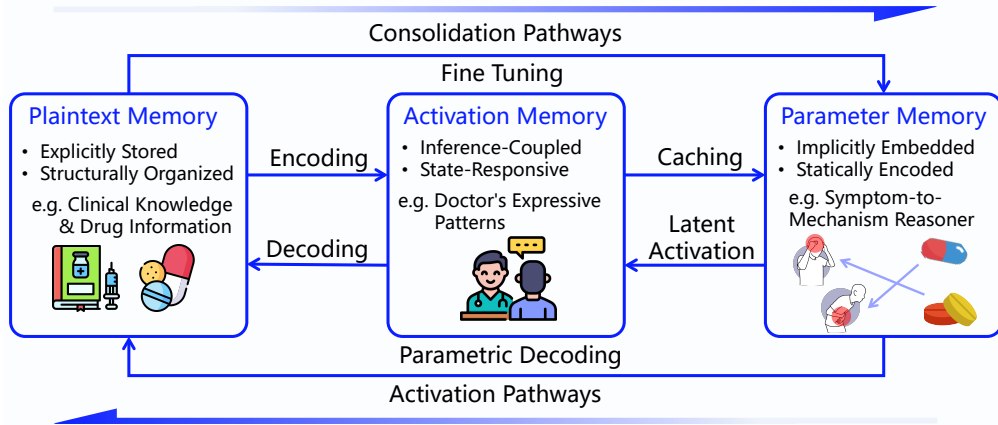 Consolidation Pathways
Fine Tuning
Plaintext Memory
• Explicitly Stored
• Structurally Organized
e.g. Clinical Knowledge
& Drug Information
Encoding
Decoding
Activation Memory
• Inference-Coupled
• State-Responsive
e.g. Doctor's Expressive
Patterns
Caching
Latent
Activation
Parameter Memory
• Implicitly Embedded
• Statically Encoded
e.g. Symptom-to-
Mechanism Reasoner
Parametric Decoding
Activation Pathways